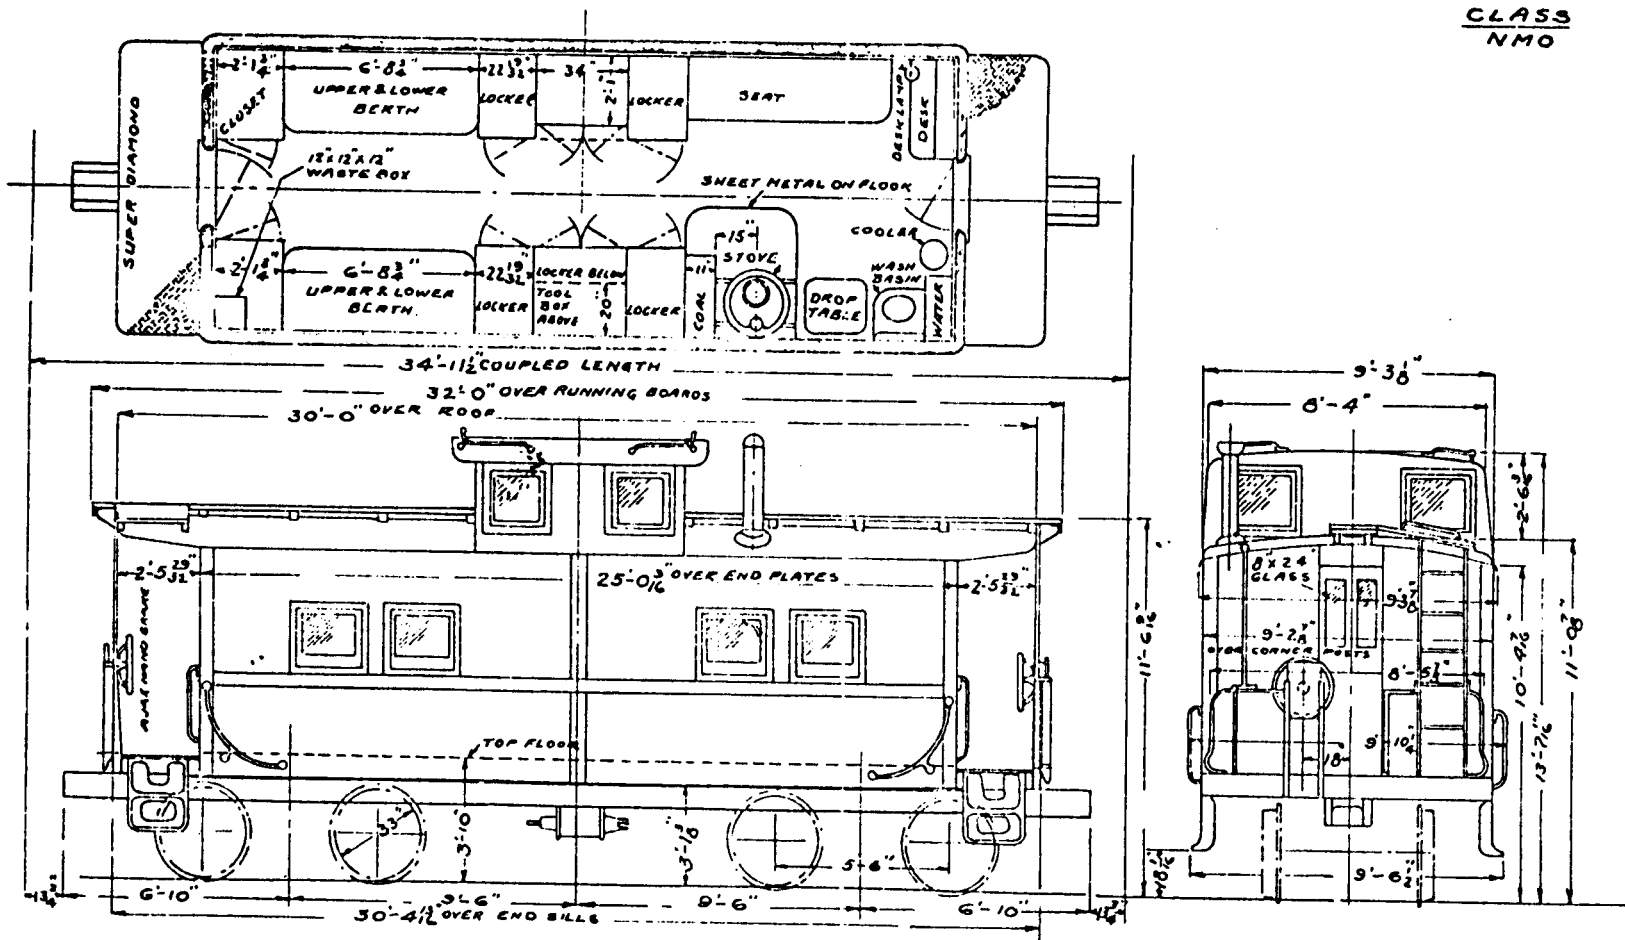 CLASS
NMO
2'-1¾"
6'-8¾"
22 19/32"
34"
2'-1"
UPPER & LOWER
BERTH
CLOSET
LOCKER
LOCKER
SEAT
DESK LAMP
DESK
SUPER DIAMOND
12"x12"x12"
WASTE BOX
SHEET METAL ON FLOOR
COOLER
15"
STOVE
2'-1¾"
6'-8¾"
22 19/32"
LOCKER BELOW
11"
WASH
BASIN
UPPER & LOWER
BERTH
LOCKER
TOOL
BOX
ABOVE
20"
LOCKER
COAL
DROP
TABLE
WATER
34'-11½" COUPLED LENGTH
32'-0" OVER RUNNING BOARDS
30'-0" OVER ROOF
9'-3⅛"
8'-4"
2'-5 29/32"
25'-0 3/16" OVER END PLATES
2'-5 29/32"
AJAX HAND BRAKE
TOP FLOOR
33"
3'-10"
3'-1⅞"
5'-6"
11'-6 9/16"
6'-10"
9'-6"
9'-6"
6'-10"
30'-4½" OVER END SILLS
8"x24"
GLASS
9'-3⅞"
9'-2⅞"
OVER CORNER POSTS
9'-10¼"
18"
9'-6½"
10'-4 7/16"
13'-7 1/16"
11'-0⅞"